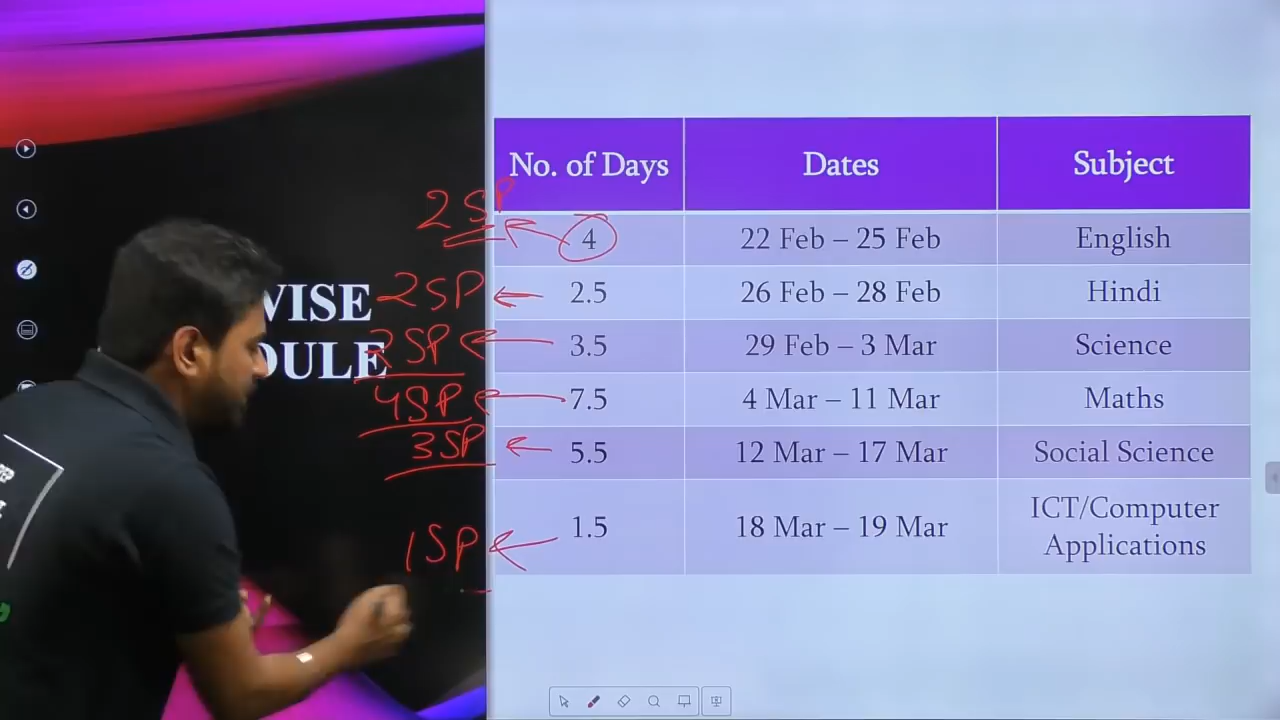 No. of Days Dates Subject
2SP 4 22 Feb – 25 Feb English
2SP 2.5 26 Feb – 28 Feb Hindi
WISE
2SP 3.5 29 Feb – 3 Mar Science
DULE
4SP 7.5 4 Mar – 11 Mar Maths
3SP 5.5 12 Mar – 17 Mar Social Science
1SP 1.5 18 Mar – 19 Mar ICT/Computer
Applications